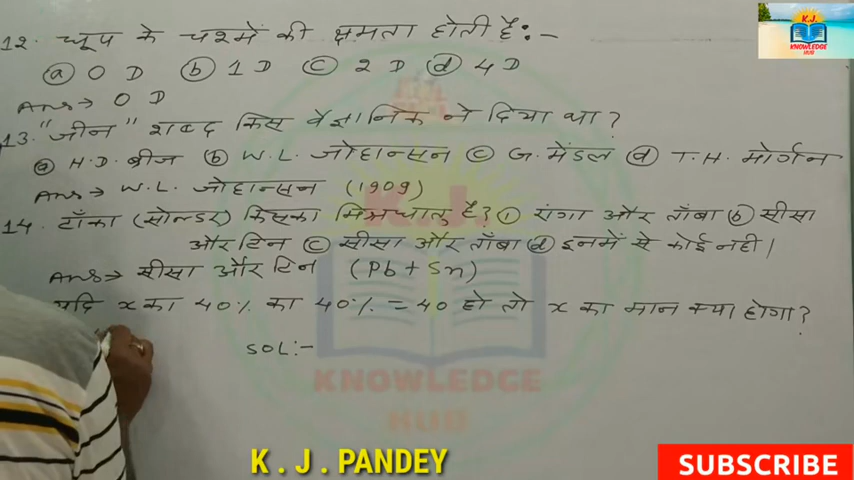 12. च्यूप के चश्में की क्षमता होती है:-
(a) 0 D (b) 1 D (c) 2 D (d) 4 D
Ans→ 0 D
13. "जीन" शब्द किस वैज्ञानिक ने दिया था?
(a) H.D. ब्रीज (b) W.L. जोहान्सन (c) G. मेंडल (d) T.H. मोर्गन
Ans→ W.L. जोहान्सन (1909)
14. टाँका (सोल्डर) किसका मिश्रधातु है? (1) रांगा और ताँबा (b) सीसा
और टिन (c) सीसा और ताँबा (d) इनमें से कोई नही।
Ans→ सीसा और टिन (Pb + Sn)
यदि x का 40% का 40% = 40 हो तो x का मान क्या होगा?
SOL:-
K.J.
KNOWLEDGE
HUB
K.J.
KNOWLEDGE
HUB
K . J . PANDEY
SUBSCRIBE